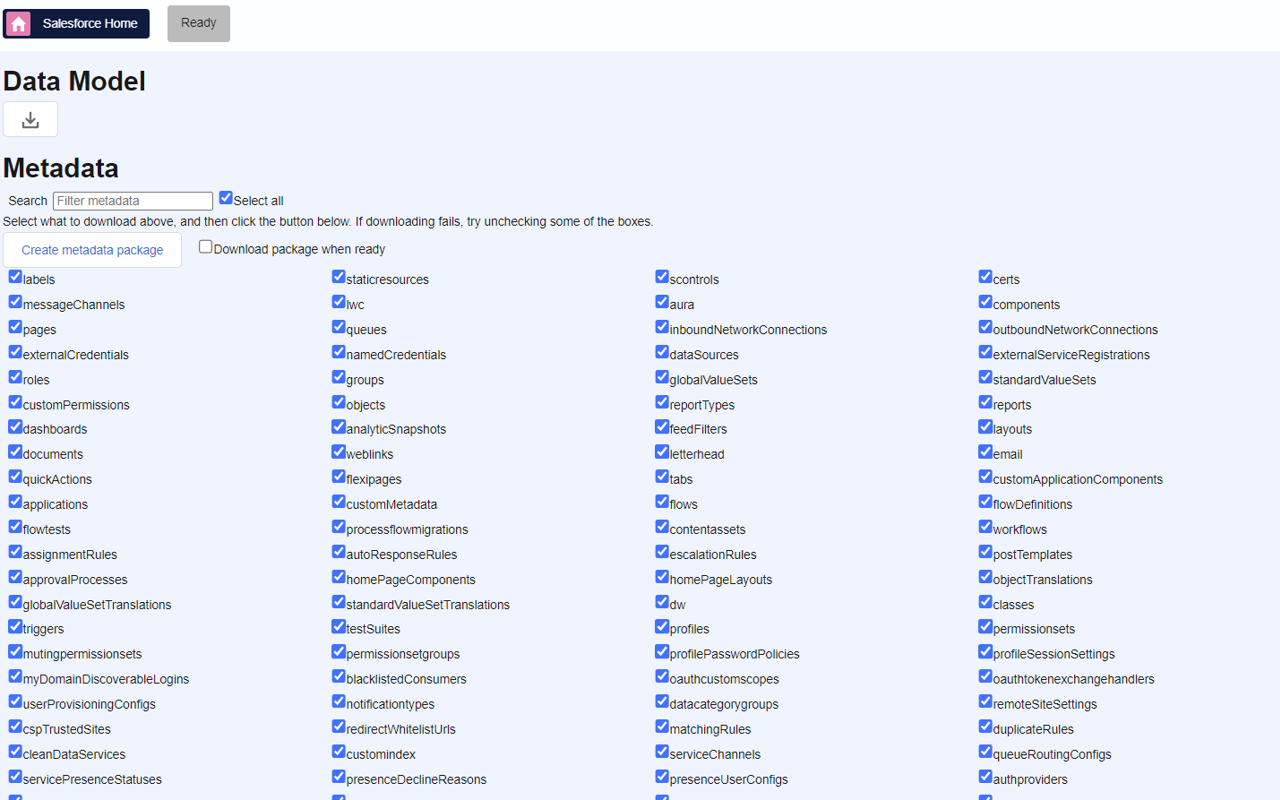 Salesforce Home Ready
Data Model
Metadata
Search Filter metadata Select all
Select what to download above, and then click the button below. If downloading fails, try unchecking some of the boxes.
Create metadata package Download package when ready
labels staticresources scontrols certs
messageChannels lwc aura components
pages queues inboundNetworkConnections outboundNetworkConnections
externalCredentials namedCredentials dataSources externalServiceRegistrations
roles groups globalValueSets standardValueSets
customPermissions objects reportTypes reports
dashboards analyticSnapshots feedFilters layouts
documents weblinks letterhead email
quickActions flexipages tabs customApplicationComponents
applications customMetadata flows flowDefinitions
flowtests processflowmigrations contentassets workflows
assignmentRules autoResponseRules escalationRules postTemplates
approvalProcesses homePageComponents homePageLayouts objectTranslations
globalValueSetTranslations standardValueSetTranslations dw classes
triggers testSuites profiles permissionsets
mutingpermissionsets permissionsetgroups profilePasswordPolicies profileSessionSettings
myDomainDiscoverableLogins blacklistedConsumers oauthcustomscopes oauthtokenexchangehandlers
userProvisioningConfigs notificationtypes datacategorygroups remoteSiteSettings
cspTrustedSites redirectWhitelistUrls matchingRules duplicateRules
cleanDataServices customindex serviceChannels queueRoutingConfigs
servicePresenceStatuses presenceDeclineReasons presenceUserConfigs authproviders